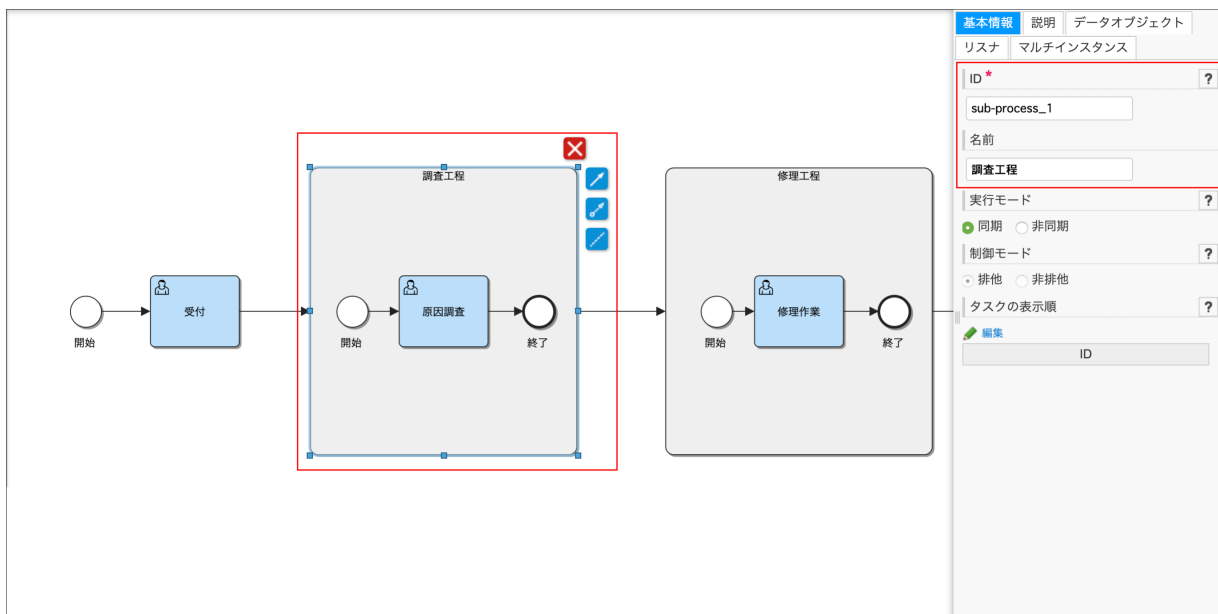 調査工程
受付
開始
開始
原因調査
終了
修理工程
開始
修理作業
終了
基本情報
説明
データオブジェクト
リスナ
マルチインスタンス
ID *
?
sub-process_1
名前
調査工程
実行モード
?
同期
非同期
制御モード
?
排他
非排他
タスクの表示順
?
編集
ID